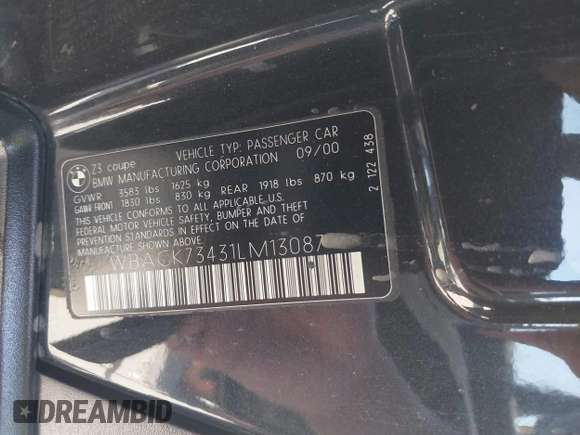 BMW
Z3 coupe VEHICLE TYP: PASSENGER CAR
BMW MANUFACTURING CORPORATION 09/00
GVWR 3583 lbs 1625 kg
GAWR FRONT 1830 lbs 830 kg REAR 1918 lbs 870 kg
THIS VEHICLE CONFORMS TO ALL APPLICABLE U.S.
FEDERAL MOTOR VEHICLE SAFETY, BUMPER AND THEFT
PREVENTION STANDARDS IN EFFECT ON THE DATE OF
MANUFACTURE SHOWN ABOVE.
WBACK73431LM13087
2 122 438
DREAMBID